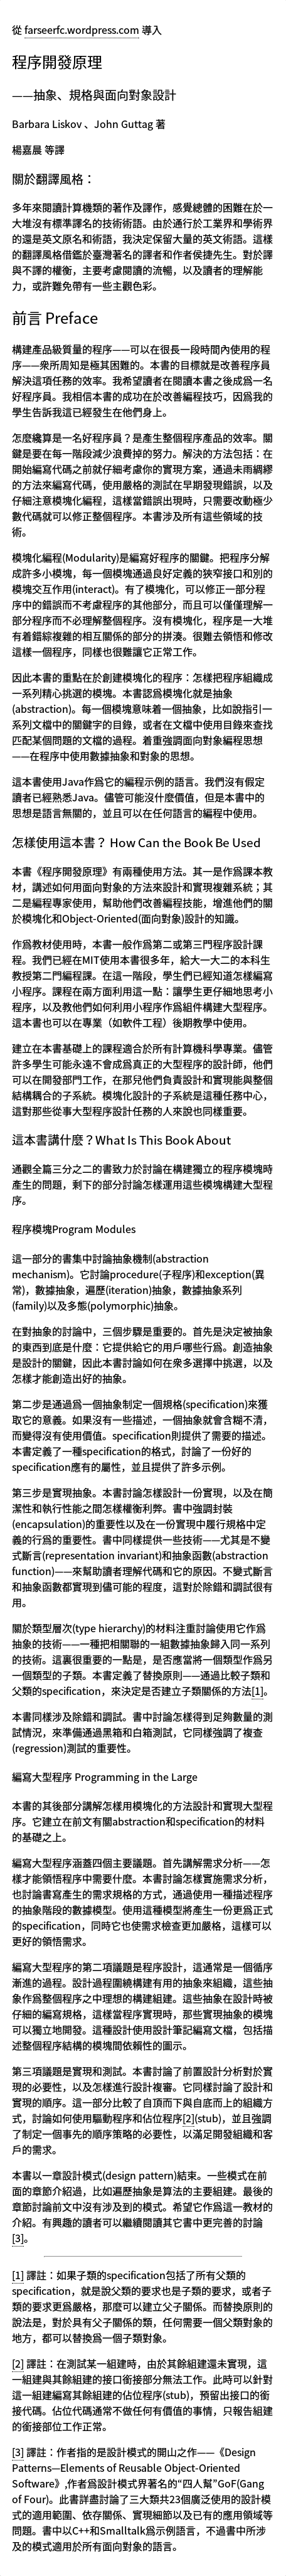 從 farseerfc.wordpress.com 導入
程序開發原理
——抽象、規格與面向對象設計
Barbara Liskov 、John Guttag 著
楊嘉晨 等譯
關於翻譯風格：
多年來閱讀計算機類的著作及譯作，感覺總體的困難在於一
大堆沒有標準譯名的技術術語。由於通行於工業界和學術界
的還是英文原名和術語，我決定保留大量的英文術語。這樣
的翻譯風格借鑑於臺灣著名的譯者和作者侯捷先生。對於譯
與不譯的權衡，主要考慮閱讀的流暢，以及讀者的理解能
力，或許難免帶有一些主觀色彩。
前言 Preface
構建產品級質量的程序——可以在很長一段時間內使用的程
序——衆所周知是極其困難的。本書的目標就是改善程序員
解決這項任務的效率。我希望讀者在閱讀本書之後成爲一名
好程序員。我相信本書的成功在於改善編程技巧，因爲我的
學生告訴我這已經發生在他們身上。
怎麼纔算是一名好程序員？是產生整個程序產品的效率。關
鍵是要在每一階段減少浪費掉的努力。解決的方法包括：在
開始編寫代碼之前就仔細考慮你的實現方案，通過未雨綢繆
的方法來編寫代碼，使用嚴格的測試在早期發現錯誤，以及
仔細注意模塊化編程，這樣當錯誤出現時，只需要改動極少
數代碼就可以修正整個程序。本書涉及所有這些領域的技
術。
模塊化編程(Modularity)是編寫好程序的關鍵。把程序分解
成許多小模塊，每一個模塊通過良好定義的狹窄接口和別的
模塊交互作用(interact)。有了模塊化，可以修正一部分程
序中的錯誤而不考慮程序的其他部分，而且可以僅僅理解一
部分程序而不必理解整個程序。沒有模塊化，程序是一大堆
有着錯綜複雜的相互關係的部分的拼湊。很難去領悟和修改
這樣一個程序，同樣也很難讓它正常工作。
因此本書的重點在於創建模塊化的程序：怎樣把程序組織成
一系列精心挑選的模塊。本書認爲模塊化就是抽象
(abstraction)。每一個模塊意味着一個抽象，比如說指引一
系列文檔中的關鍵字的目錄，或者在文檔中使用目錄來查找
匹配某個問題的文檔的過程。着重強調面向對象編程思想
——在程序中使用數據抽象和對象的思想。
這本書使用Java作爲它的編程示例的語言。我們沒有假定
讀者已經熟悉Java。儘管可能沒什麼價值，但是本書中的
思想是語言無關的，並且可以在任何語言的編程中使用。
怎樣使用這本書？ How Can the Book Be Used
本書《程序開發原理》有兩種使用方法。其一是作爲課本教
材，講述如何用面向對象的方法來設計和實現複雜系統；其
二是編程專家使用，幫助他們改善編程技能，增進他們的關
於模塊化和Object-Oriented(面向對象)設計的知識。
作爲教材使用時，本書一般作爲第二或第三門程序設計課
程。我們已經在MIT使用本書很多年，給大一大二的本科生
教授第二門編程課。在這一階段，學生們已經知道怎樣編寫
小程序。課程在兩方面利用這一點：讓學生更仔細地思考小
程序，以及教他們如何利用小程序作爲組件構建大型程序。
這本書也可以在專業（如軟件工程）後期教學中使用。
建立在本書基礎上的課程適合於所有計算機科學專業。儘管
許多學生可能永遠不會成爲真正的大型程序的設計師，他們
可以在開發部門工作，在那兒他們負責設計和實現能與整個
結構耦合的子系統。模塊化設計的子系統是這種任務中心，
這對那些從事大型程序設計任務的人來說也同樣重要。
這本書講什麼？What Is This Book About
通觀全篇三分之二的書致力於討論在構建獨立的程序模塊時
產生的問題，剩下的部分討論怎樣運用這些模塊構建大型程
序。
程序模塊Program Modules
這一部分的書集中討論抽象機制(abstraction
mechanism)。它討論procedure(子程序)和exception(異
常)，數據抽象，遍歷(iteration)抽象，數據抽象系列
(family)以及多態(polymorphic)抽象。
在對抽象的討論中，三個步驟是重要的。首先是決定被抽象
的東西到底是什麼：它提供給它的用戶哪些行爲。創造抽象
是設計的關鍵，因此本書討論如何在衆多選擇中挑選，以及
怎樣才能創造出好的抽象。
第二步是通過爲一個抽象制定一個規格(specification)來獲
取它的意義。如果沒有一些描述，一個抽象就會含糊不清，
而變得沒有使用價值。specification則提供了需要的描述。
本書定義了一種specification的格式，討論了一份好的
specification應有的屬性，並且提供了許多示例。
第三步是實現抽象。本書討論怎樣設計一份實現，以及在簡
潔性和執行性能之間怎樣權衡利弊。書中強調封裝
(encapsulation)的重要性以及在一份實現中履行規格中定
義的行爲的重要性。書中同樣提供一些技術——尤其是不變
式斷言(representation invariant)和抽象函數(abstraction
function)——來幫助讀者理解代碼和它的原因。不變式斷言
和抽象函數都實現到儘可能的程度，這對於除錯和調試很有
用。
關於類型層次(type hierarchy)的材料注重討論使用它作爲
抽象的技術——一種把相關聯的一組數據抽象歸入同一系列
的技術。這裏很重要的一點是，是否應當將一個類型作爲另
一個類型的子類。本書定義了替換原則——通過比較子類和
父類的specification，來決定是否建立子類關係的方法[1]。
本書同樣涉及除錯和調試。書中討論怎樣得到足夠數量的測
試情況，來準備通過黑箱和白箱測試，它同樣強調了複查
(regression)測試的重要性。
編寫大型程序 Programming in the Large
本書的其後部分講解怎樣用模塊化的方法設計和實現大型程
序。它建立在前文有關abstraction和specification的材料
的基礎之上。
編寫大型程序涵蓋四個主要議題。首先講解需求分析——怎
樣才能領悟程序中需要什麼。本書討論怎樣實施需求分析，
也討論書寫產生的需求規格的方式，通過使用一種描述程序
的抽象階段的數據模型。使用這種模型將產生一份更爲正式
的specification，同時它也使需求檢查更加嚴格，這樣可以
更好的領悟需求。
編寫大型程序的第二項議題是程序設計，這通常是一個循序
漸進的過程。設計過程圍繞構建有用的抽象來組織，這些抽
象作爲整個程序之中理想的構建組建。這些抽象在設計時被
仔細的編寫規格，這樣當程序實現時，那些實現抽象的模塊
可以獨立地開發。這種設計使用設計筆記編寫文檔，包括描
述整個程序結構的模塊間依賴性的圖示。
第三項議題是實現和測試。本書討論了前置設計分析對於實
現的必要性，以及怎樣進行設計複審。它同樣討論了設計和
實現的順序。這一部分比較了自頂而下與自底而上的組織方
式，討論如何使用驅動程序和佔位程序[2](stub)，並且強調
了制定一個事先的順序策略的必要性，以滿足開發組織和客
戶的需求。
本書以一章設計模式(design pattern)結束。一些模式在前
面的章節介紹過，比如遍歷抽象是算法的主要組建。最後的
章節討論前文中沒有涉及到的模式。希望它作爲這一教材的
介紹。有興趣的讀者可以繼續閱讀其它書中更完善的討論
[3]。
[1] 譯註：如果子類的specification包括了所有父類的
specification，就是說父類的要求也是子類的要求，或者子
類的要求更爲嚴格，那麼可以建立父子關係。而替換原則的
說法是，對於具有父子關係的類，任何需要一個父類對象的
地方，都可以替換爲一個子類對象。
[2] 譯註：在測試某一組建時，由於其餘組建還未實現，這
一組建與其餘組建的接口銜接部分無法工作。此時可以針對
這一組建編寫其餘組建的佔位程序(stub)，預留出接口的銜
接代碼。佔位代碼通常不做任何有價值的事情，只報告組建
的銜接部位工作正常。
[3] 譯註：作者指的是設計模式的開山之作——《Design
Patterns—Elements of Reusable Object-Oriented
Software》,作者爲設計模式界著名的“四人幫”GoF(Gang
of Four)。此書詳盡討論了三大類共23個廣泛使用的設計模
式的適用範圍、依存關係、實現細節以及已有的應用領域等
問題。書中以C++和Smalltalk爲示例語言，不過書中所涉
及的模式適用於所有面向對象的語言。